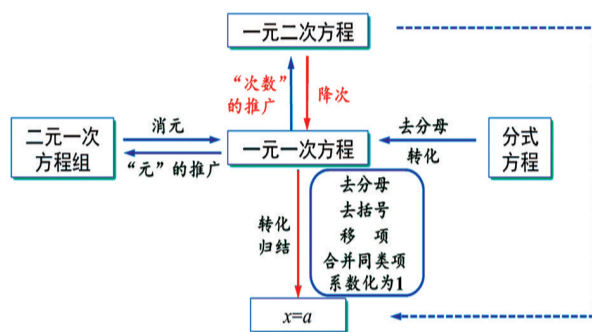 一元二次方程
“次数”
的推广
降次
二元一次
方程组
消元
“元”的推广
一元一次方程
去分母
转化
分式
方程
转化
归结
去分母
去括号
移 项
合并同类项
系数化为1
x=a